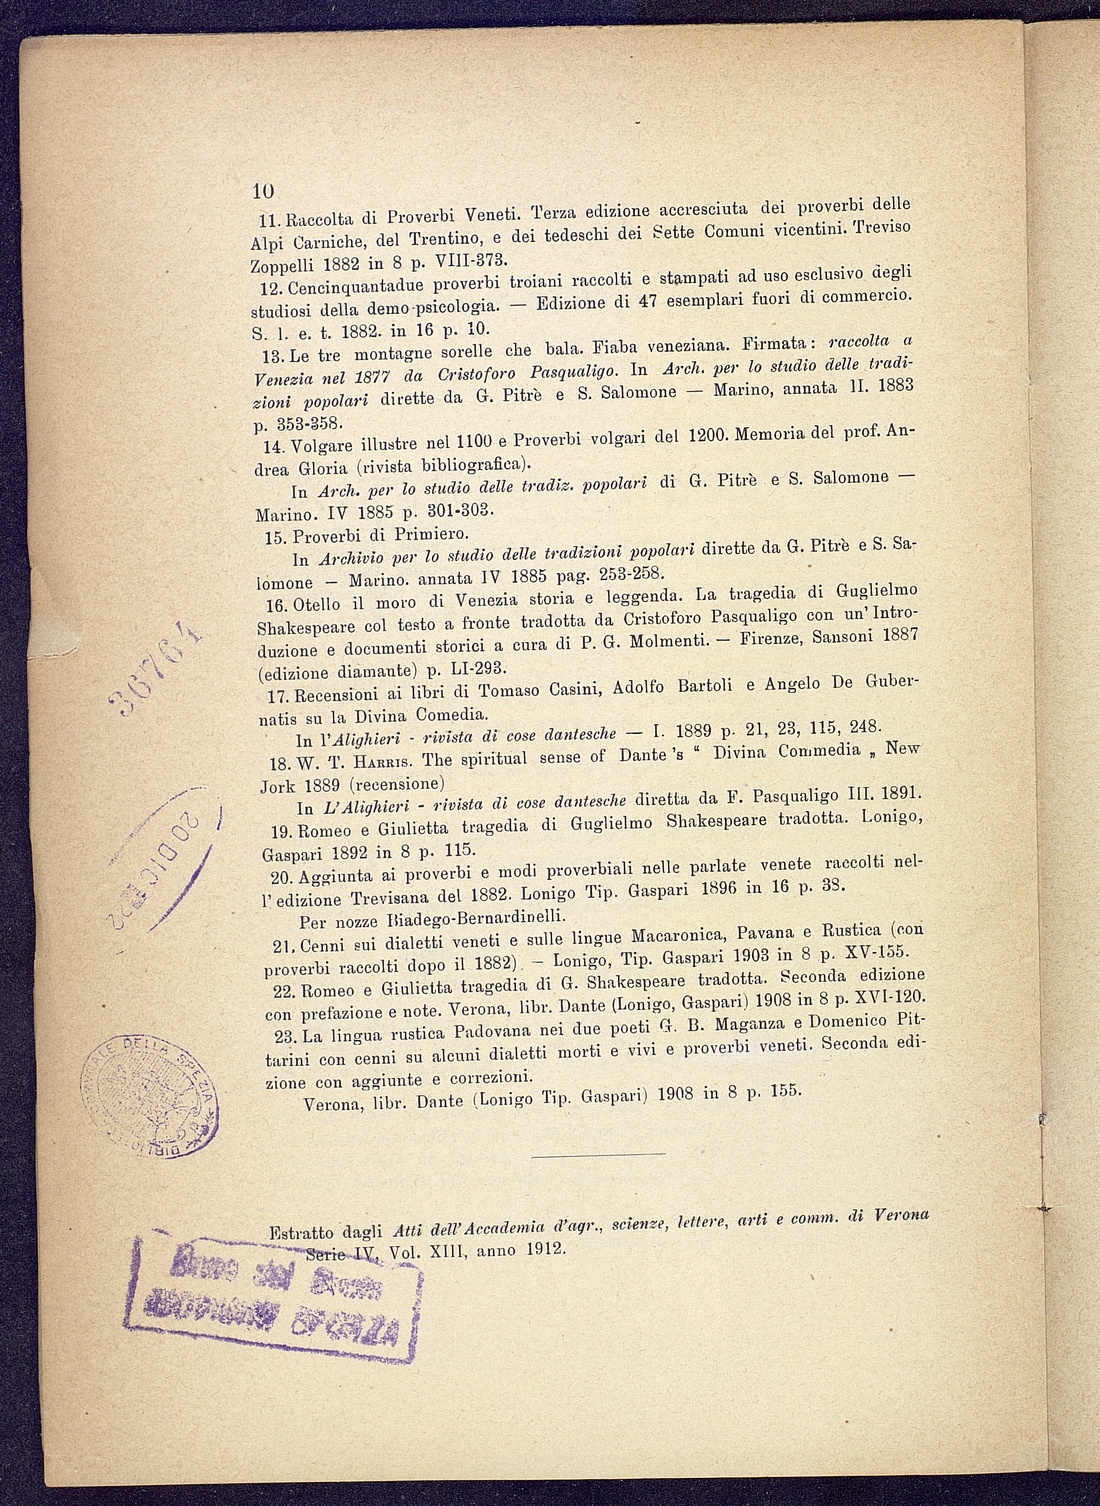 10
11. Raccolta di Proverbi Veneti. Terza edizione accresciuta dei proverbi delle
Alpi Carniche, del Trentino, e dei tedeschi dei Sette Comuni vicentini. Treviso
Zoppelli 1882 in 8 p. VIII-373.
12. Cencinquantadue proverbi troiani raccolti e stampati ad uso esclusivo degli
studiosi della demo-psicologia. — Edizione di 47 esemplari fuori di commercio.
S. l. e. t. 1882. in 16 p. 10.
13. Le tre montagne sorelle che bala. Fiaba veneziana. Firmata: raccolta a
Venezia nel 1877 da Cristoforo Pasqualigo. In Arch. per lo studio delle tradi-
zioni popolari dirette da G. Pitrè e S. Salomone — Marino, annata II. 1883
p. 353-358.
14. Volgare illustre nel 1100 e Proverbi volgari del 1200. Memoria del prof. An-
drea Gloria (rivista bibliografica).
In Arch. per lo studio delle tradiz. popolari di G. Pitrè e S. Salomone —
Marino. IV 1885 p. 301-303.
15. Proverbi di Primiero.
In Archivio per lo studio delle tradizioni popolari dirette da G. Pitrè e S. Sa-
lomone — Marino. annata IV 1885 pag. 253-258.
16. Otello il moro di Venezia storia e leggenda. La tragedia di Guglielmo
Shakespeare col testo a fronte tradotta da Cristoforo Pasqualigo con un' Intro-
duzione e documenti storici a cura di P. G. Molmenti. — Firenze, Sansoni 1887
(edizione diamante) p. LI-293.
17. Recensioni ai libri di Tomaso Casini, Adolfo Bartoli e Angelo De Guber-
natis su la Divina Comedia.
In l'Alighieri - rivista di cose dantesche — I. 1889 p. 21, 23, 115, 248.
18. W. T. HARRIS. The spiritual sense of Dante 's “ Divina Commedia „ New
Jork 1889 (recensione)
In L'Alighieri - rivista di cose dantesche diretta da F. Pasqualigo III. 1891.
19. Romeo e Giulietta tragedia di Guglielmo Shakespeare tradotta. Lonigo,
Gaspari 1892 in 8 p. 115.
20. Aggiunta ai proverbi e modi proverbiali nelle parlate venete raccolti nel-
l'edizione Trevisana del 1882. Lonigo Tip. Gaspari 1896 in 16 p. 38.
Per nozze Biadego-Bernardinelli.
21. Cenni sui dialetti veneti e sulle lingue Macaronica, Pavana e Rustica (con
proverbi raccolti dopo il 1882). — Lonigo, Tip. Gaspari 1903 in 8 p. XV-155.
22. Romeo e Giulietta tragedia di G. Shakespeare tradotta. Seconda edizione
con prefazione e note. Verona, libr. Dante (Lonigo, Gaspari) 1908 in 8 p. XVI-120.
23. La lingua rustica Padovana nei due poeti G. B. Maganza e Domenico Pit-
tarini con cenni su alcuni dialetti morti e vivi e proverbi veneti. Seconda edi-
zione con aggiunte e correzioni.
Verona, libr. Dante (Lonigo Tip. Gaspari) 1908 in 8 p. 155.
Estratto dagli Atti dell'Accademia d'agr., scienze, lettere, arti e comm. di Verona
Serie IV, Vol. XIII, anno 1912.
36764
20 DIC 1922
DELLA SPEZIA
SFORZA